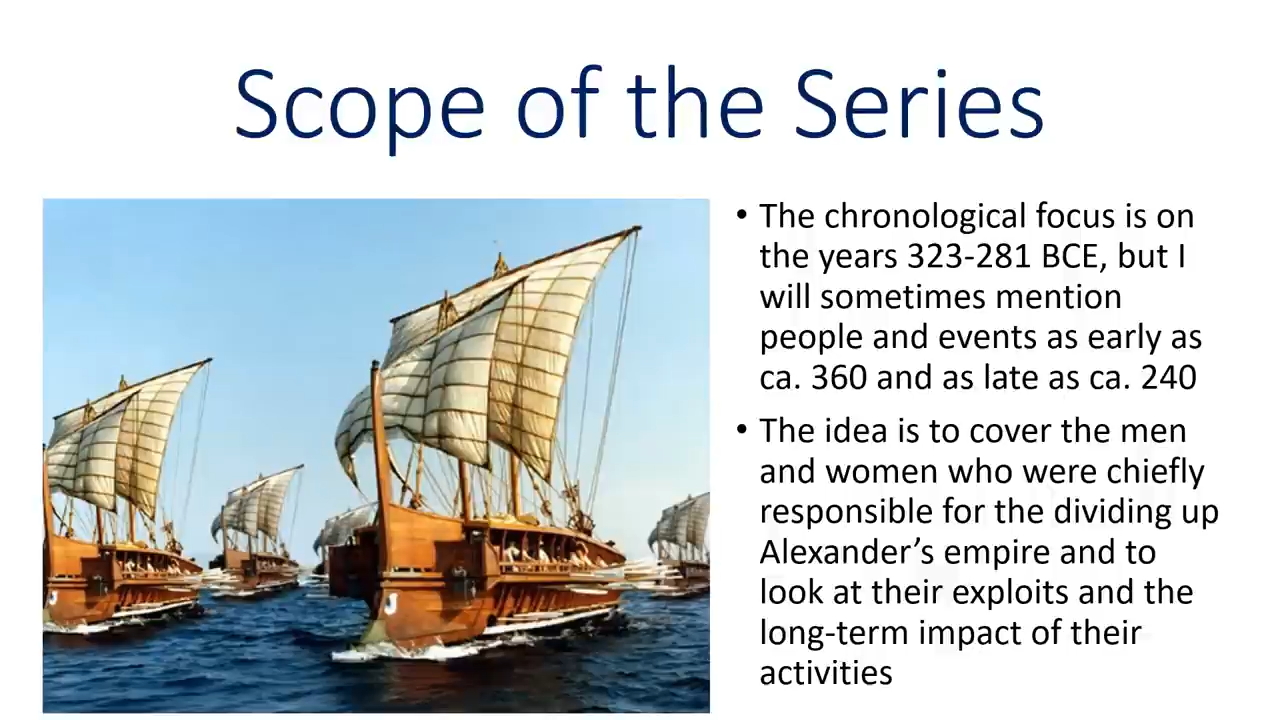 Scope of the Series
• The chronological focus is on
the years 323-281 BCE, but I
will sometimes mention
people and events as early as
ca. 360 and as late as ca. 240
• The idea is to cover the men
and women who were chiefly
responsible for the dividing up
Alexander’s empire and to
look at their exploits and the
long-term impact of their
activities